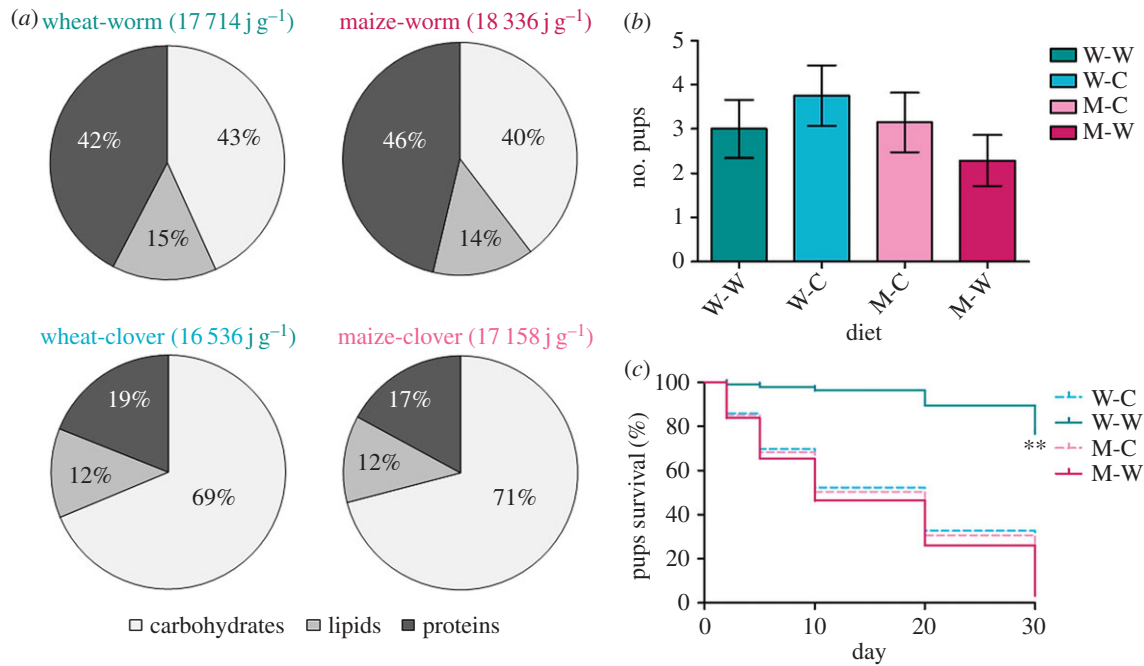 (a) wheat-worm (17 714 j g⁻¹)
maize-worm (18 336 j g⁻¹)
42%
43%
15%
46%
40%
14%
wheat-clover (16 536 j g⁻¹)
maize-clover (17 158 j g⁻¹)
19%
12%
69%
17%
12%
71%
carbohydrates lipids proteins
(b)
5
4
3
2
1
0
no. pups
W-W
W-C
M-C
M-W
diet
W-W
W-C
M-C
M-W
(c)
100
80
60
40
20
0
pups survival (%)
0 10 20 30
day
**
W-C
W-W
M-C
M-W